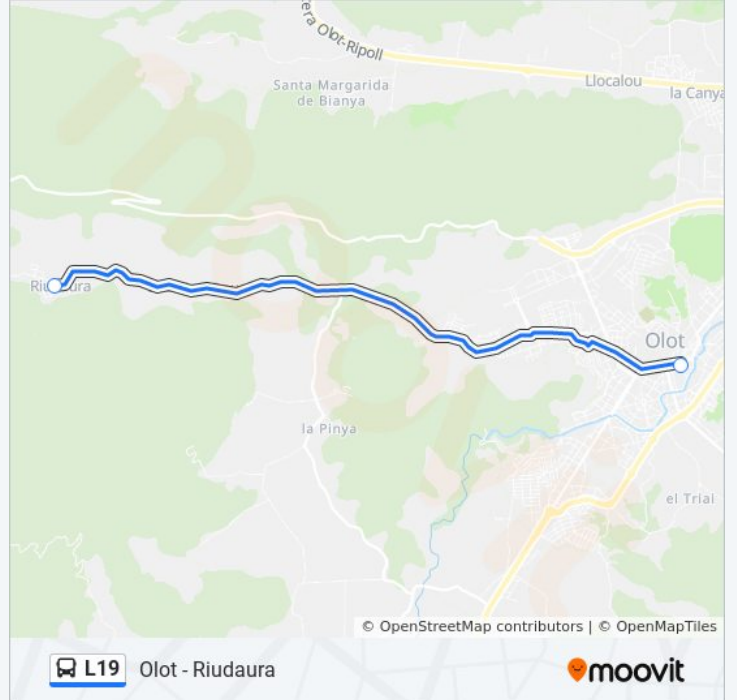 era Olot-Ripoll
Santa Margarida
de Bianya
Llocalou
la Canya
Riudaura
Olot
la Pinya
el Trial
© OpenStreetMap contributors | © OpenMapTiles
L19 Olot - Riudaura
moovit